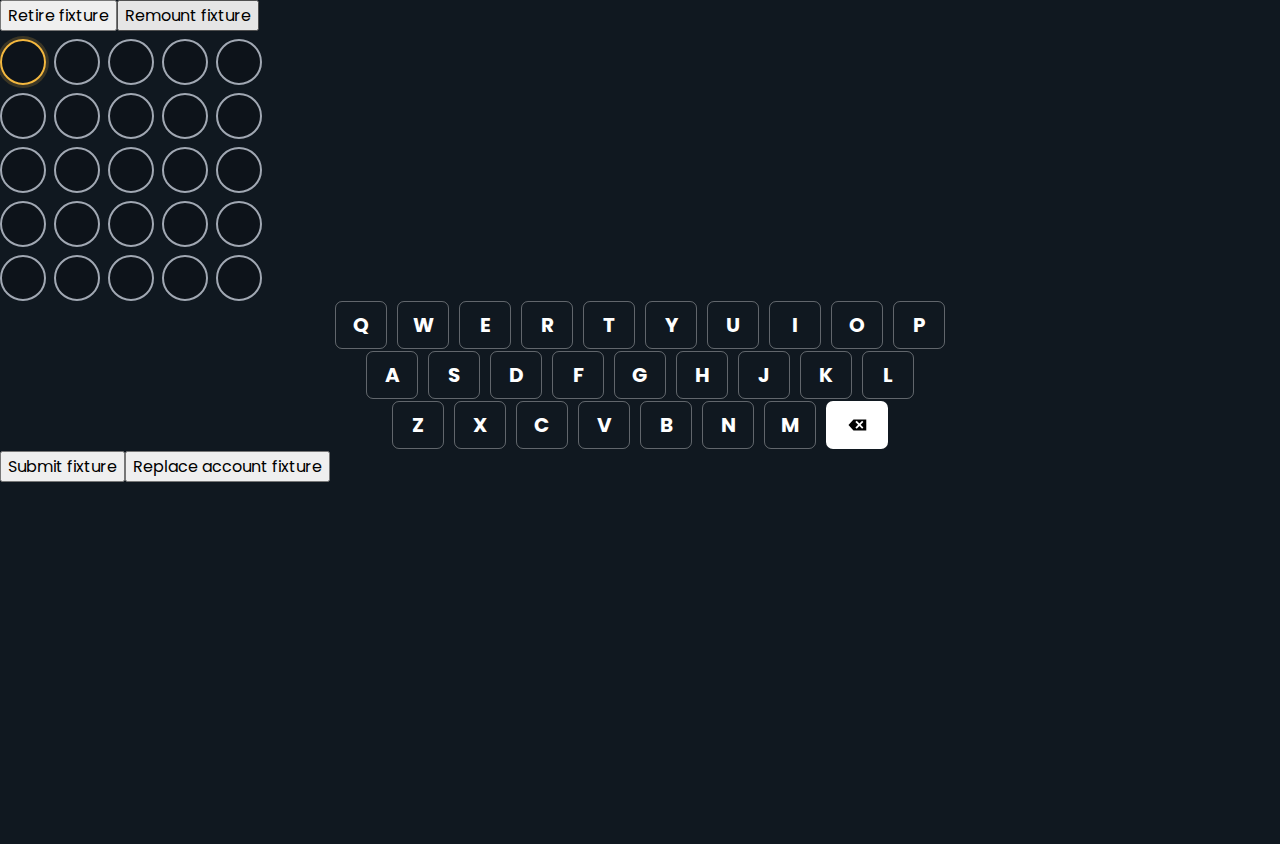 Retire fixture Remount fixture
Q W E R T Y U I O P
A S D F G H J K L
Z X C V B N M
Submit fixture Replace account fixture